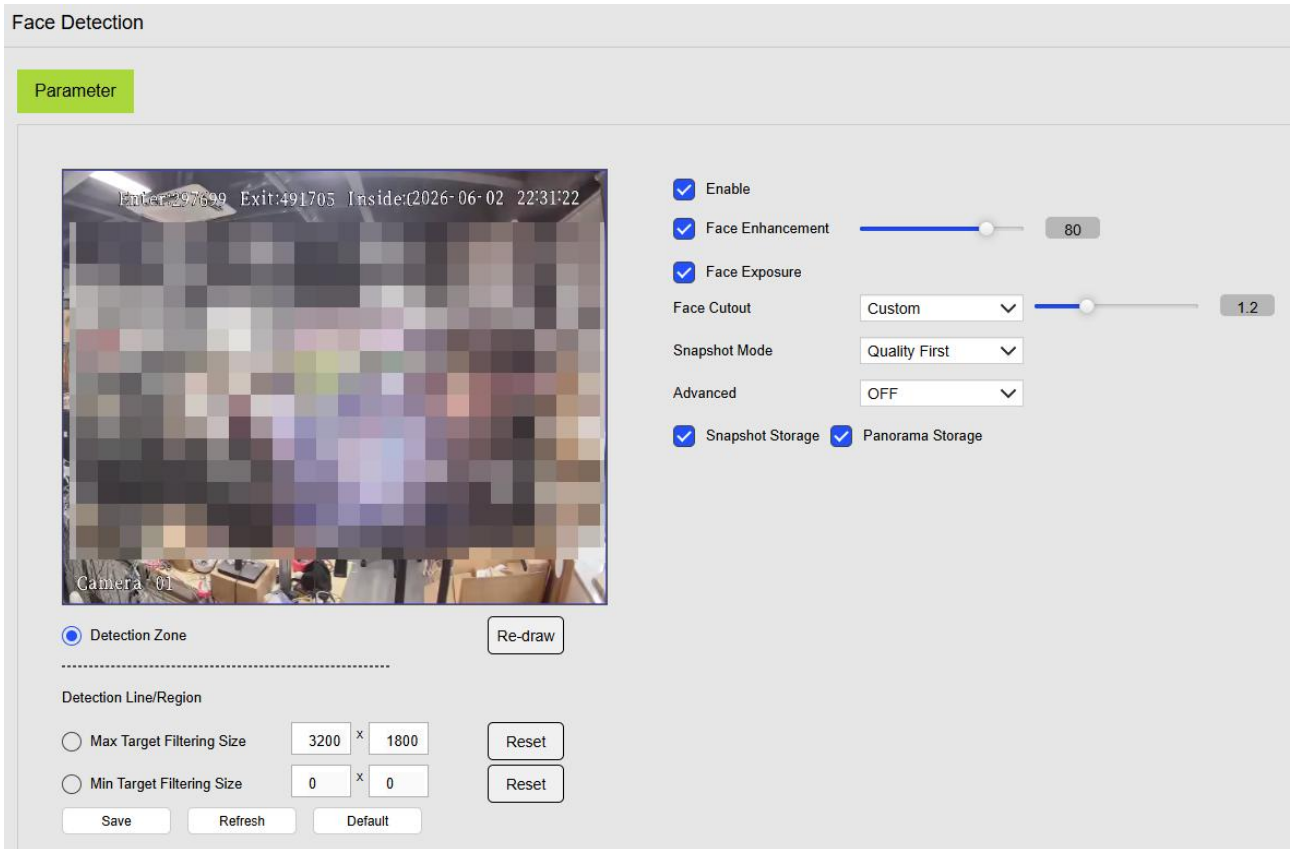 Face Detection
Parameter
Enter:297699 Exit:491705 Inside:(2026-06-02 22:31:22
Camera 01
Enable
Face Enhancement 80
Face Exposure
Face Cutout Custom 1.2
Snapshot Mode Quality First
Advanced OFF
Snapshot Storage Panorama Storage
Detection Zone Re-draw
Detection Line/Region
Max Target Filtering Size 3200 x 1800 Reset
Min Target Filtering Size 0 x 0 Reset
Save Refresh Default